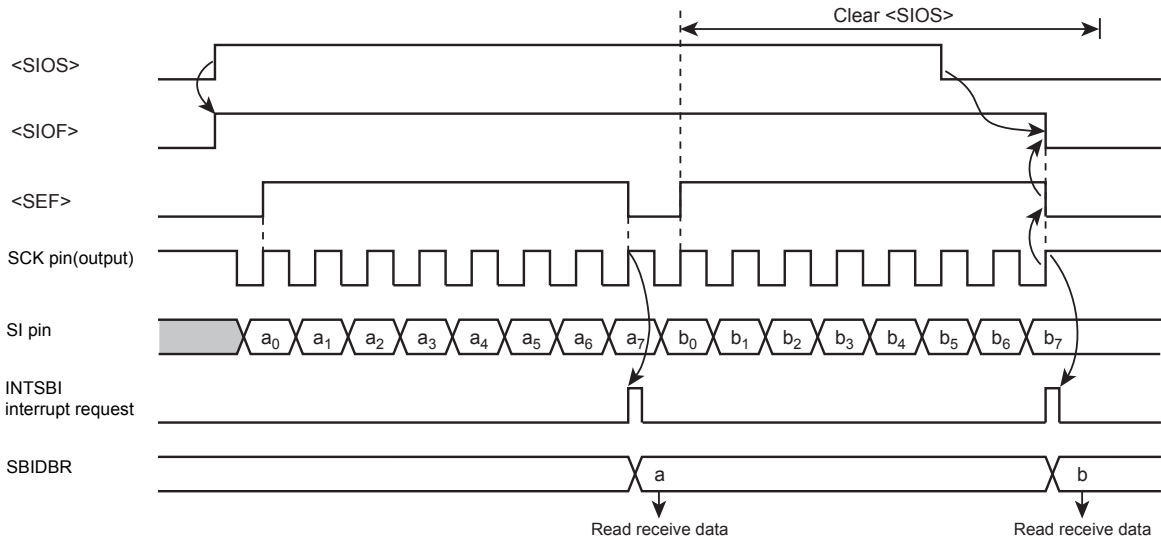 Clear <SIOS>
<SIOS>
<SIOF>
<SEF>
SCK pin(output)
SI pin
a0 a1 a2 a3 a4 a5 a6 a7 b0 b1 b2 b3 b4 b5 b6 b7
INTSBI
interrupt request
SBIDBR
a b
Read receive data Read receive data